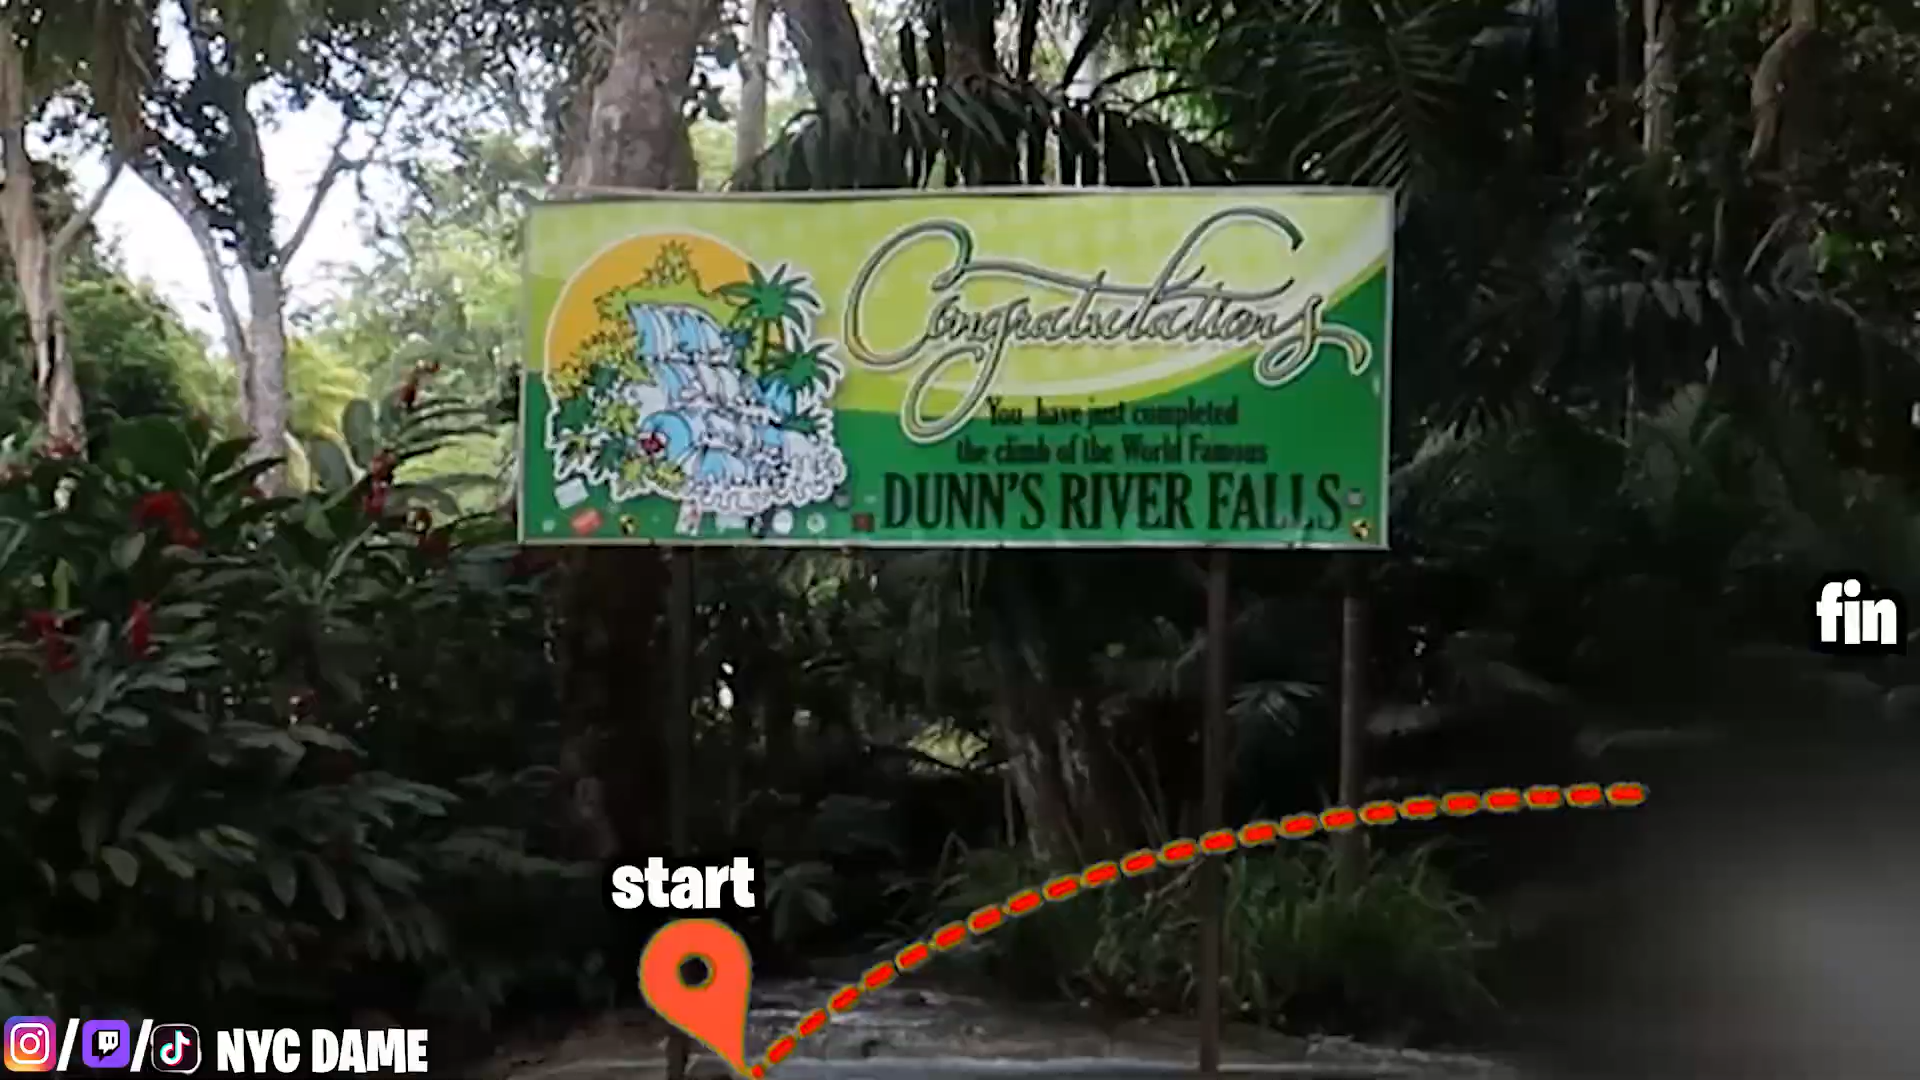 Congratulations
You have just completed
the climb of the World Famous
DUNN'S RIVER FALLS
fin
start
NYC DAME